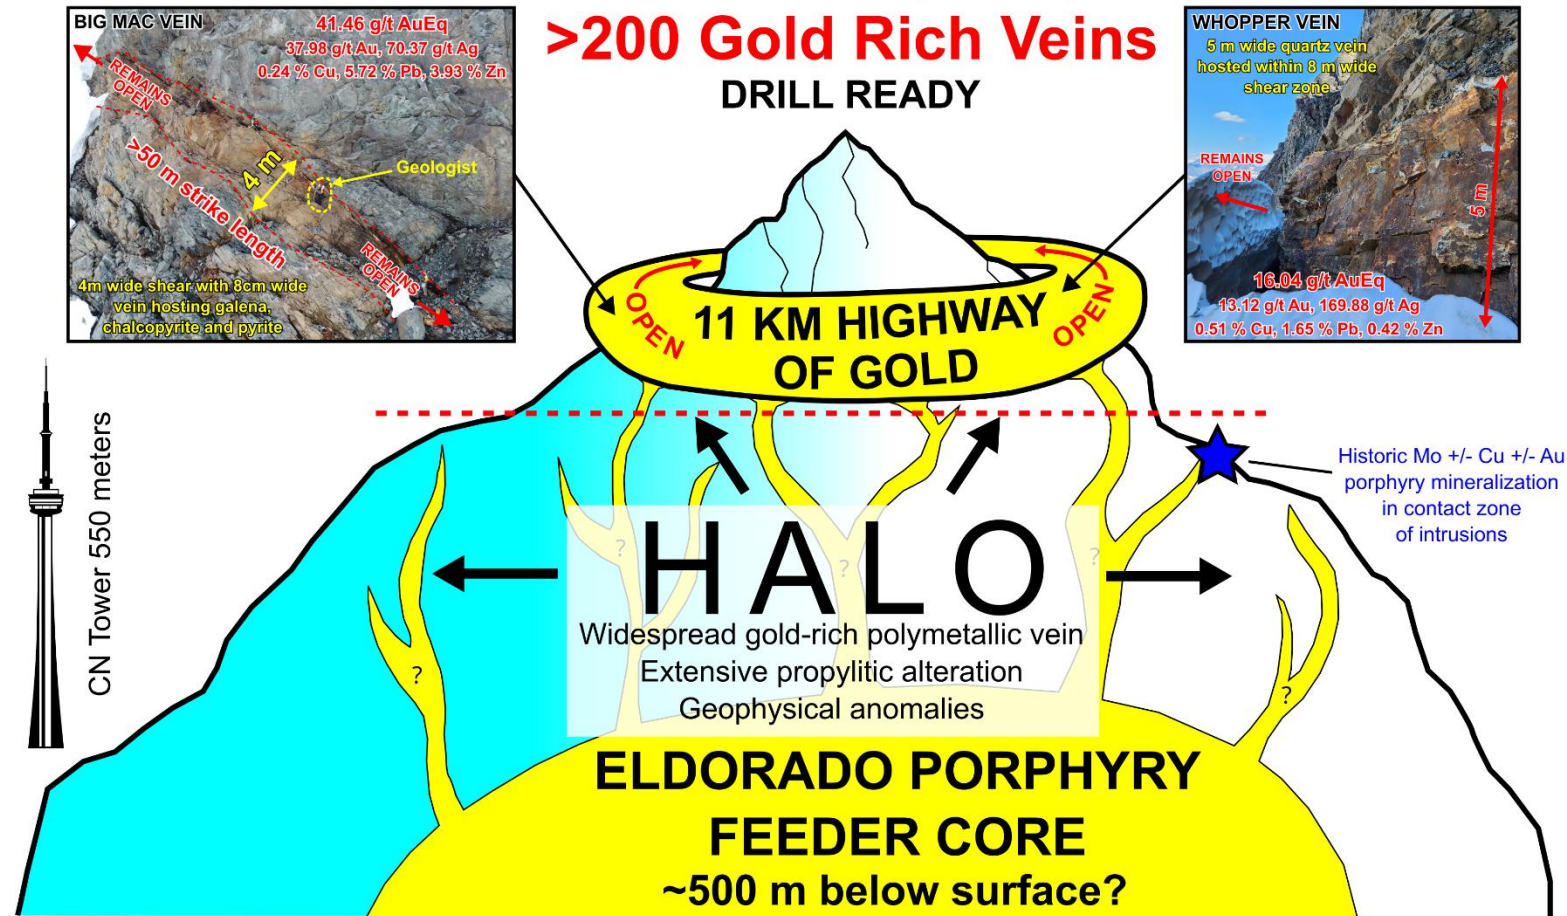 >200 Gold Rich Veins
DRILL READY
BIG MAC VEIN
41.46 g/t AuEq
37.98 g/t Au, 70.37 g/t Ag
0.24 % Cu, 5.72 % Pb, 3.93 % Zn
REMAINS
OPEN
>50 m strike length
4 m
Geologist
REMAINS
OPEN
4m wide shear with 8cm wide
vein hosting galena,
chalcopyrite and pyrite
WHOPPER VEIN
5 m wide quartz vein
hosted within 8 m wide
shear zone
REMAINS
OPEN
5 m
16.04 g/t AuEq
13.12 g/t Au, 169.88 g/t Ag
0.51 % Cu, 1.65 % Pb, 0.42 % Zn
OPEN
11 KM HIGHWAY
OF GOLD
OPEN
CN Tower 550 meters
Historic Mo +/- Cu +/- Au
porphyry mineralization
in contact zone
of intrusions
?
?
?
?
?
HALO
Widespread gold-rich polymetallic vein
Extensive propylitic alteration
Geophysical anomalies
ELDORADO PORPHYRY
FEEDER CORE
~500 m below surface?